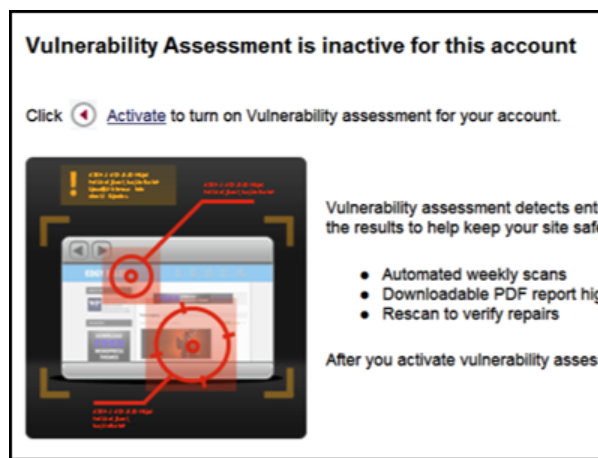 Vulnerability Assessment is inactive for this account
Click Activate to turn on Vulnerability assessment for your account.
Vulnerability assessment detects ent
the results to help keep your site safe
● Automated weekly scans
● Downloadable PDF report hig
● Rescan to verify repairs
After you activate vulnerability asses